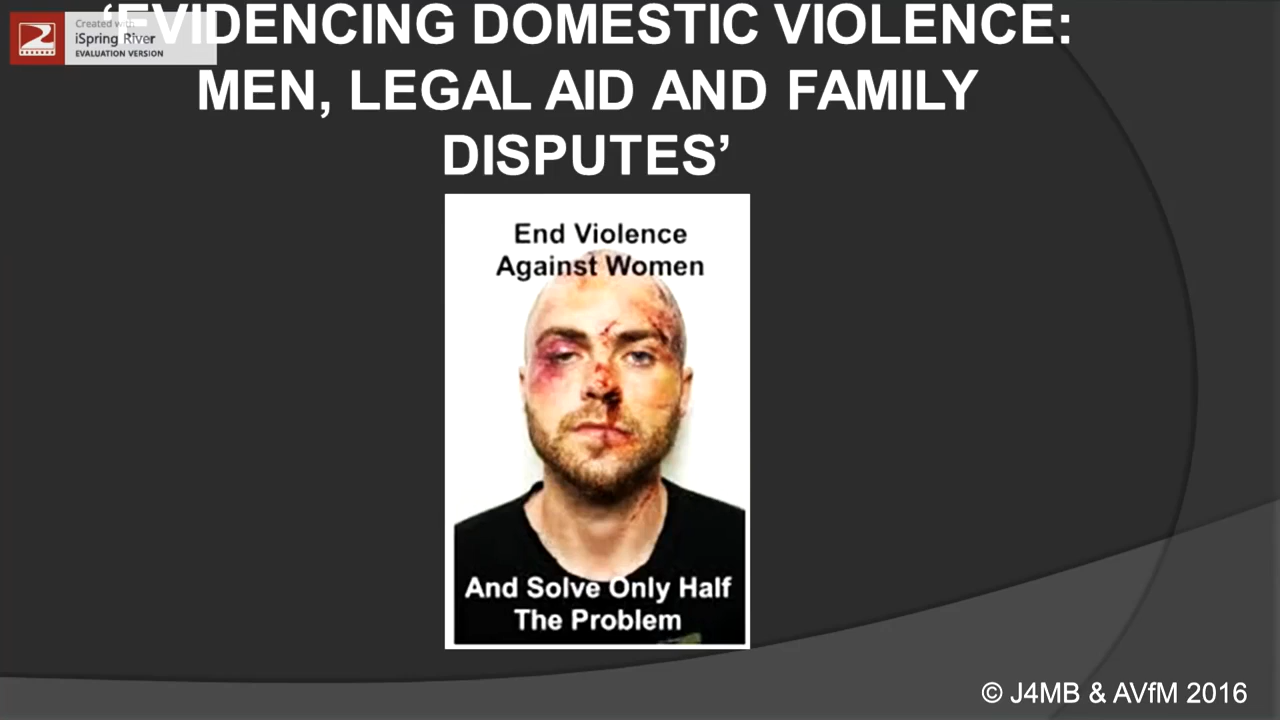 Created with
iSpring River
EVALUATION VERSION
‘EVIDENCING DOMESTIC VIOLENCE:
MEN, LEGAL AID AND FAMILY
DISPUTES’
End Violence
Against Women
And Solve Only Half
The Problem
© J4MB & AVfM 2016